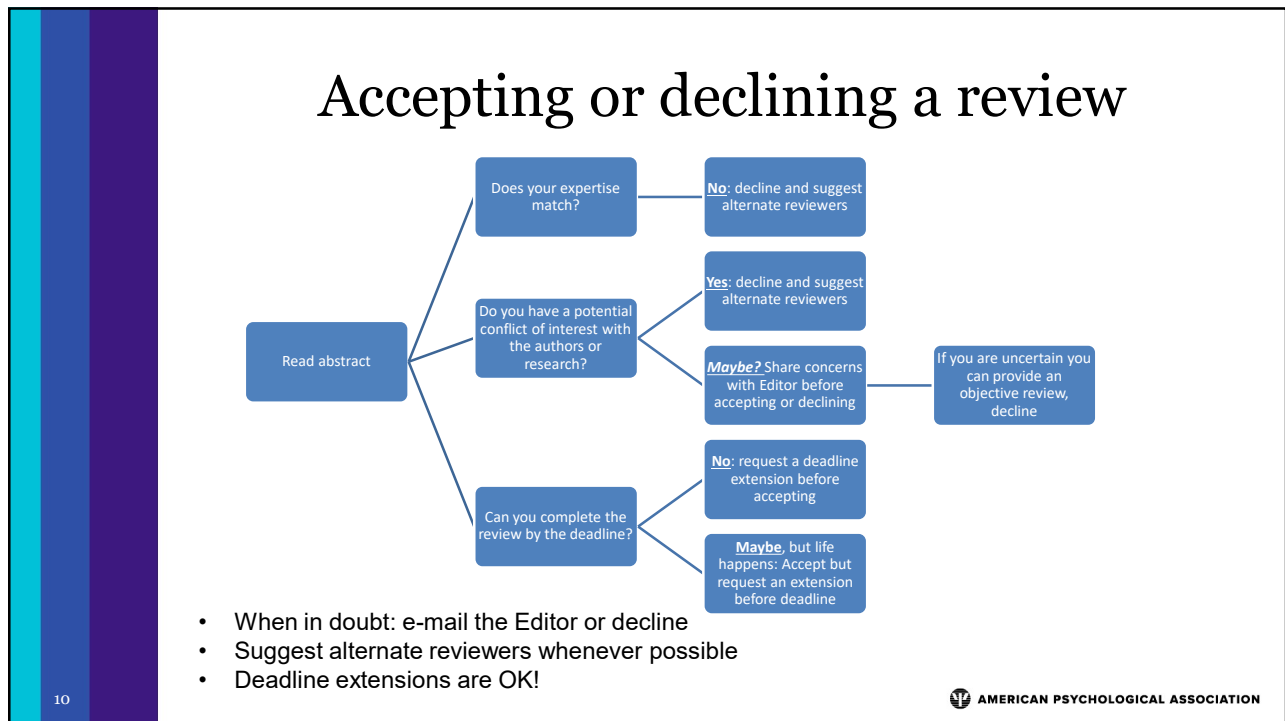 Accepting or declining a review
Read abstract
Does your expertise
match?
No: decline and suggest
alternate reviewers
Do you have a potential
conflict of interest with
the authors or
research?
Yes: decline and suggest
alternate reviewers
Maybe? Share concerns
with Editor before
accepting or declining
If you are uncertain you
can provide an
objective review,
decline
Can you complete the
review by the deadline?
No: request a deadline
extension before
accepting
Maybe, but life
happens: Accept but
request an extension
before deadline
• When in doubt: e-mail the Editor or decline
• Suggest alternate reviewers whenever possible
• Deadline extensions are OK!
10
AMERICAN PSYCHOLOGICAL ASSOCIATION